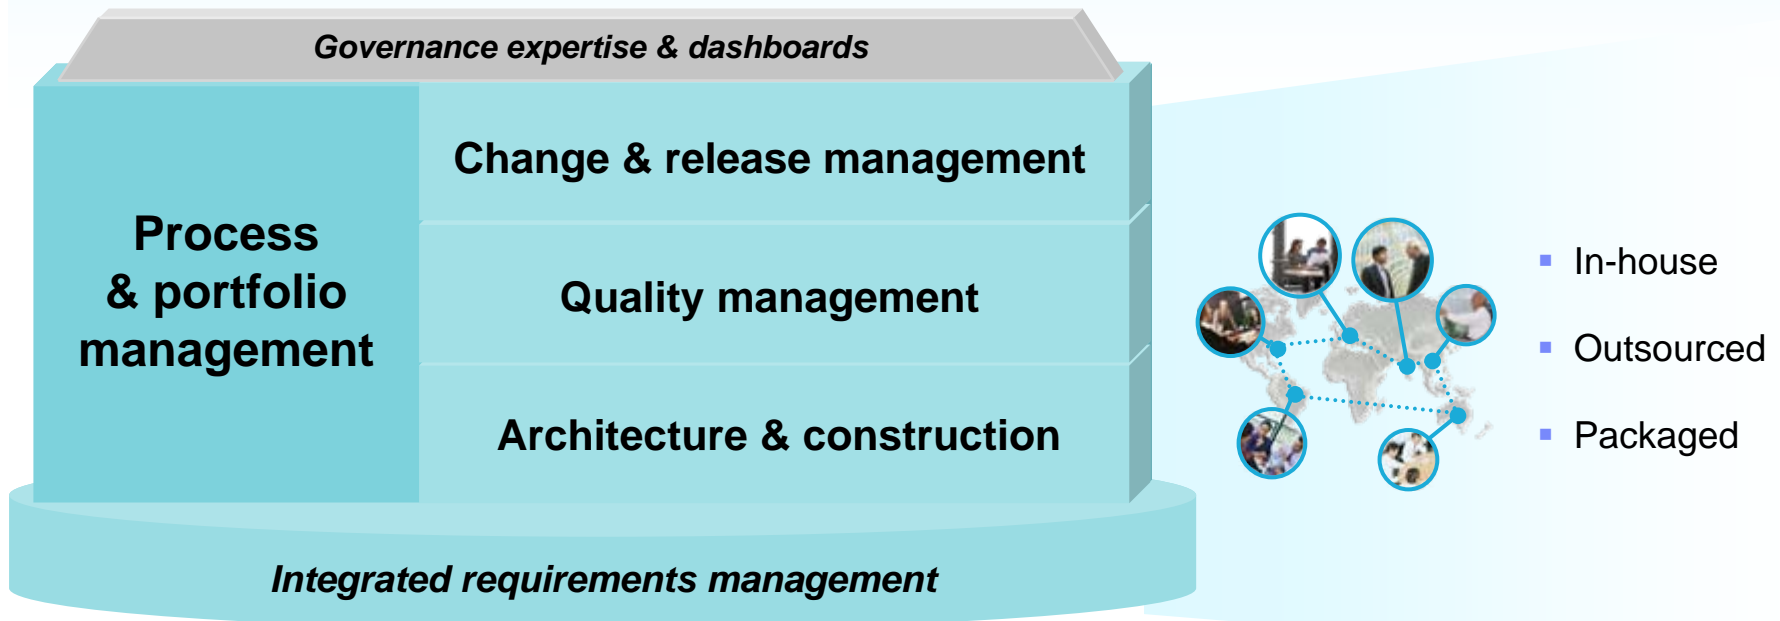 Governance expertise & dashboards
Process
& portfolio
management
Change & release management
Quality management
Architecture & construction
Integrated requirements management
In-house
Outsourced
Packaged